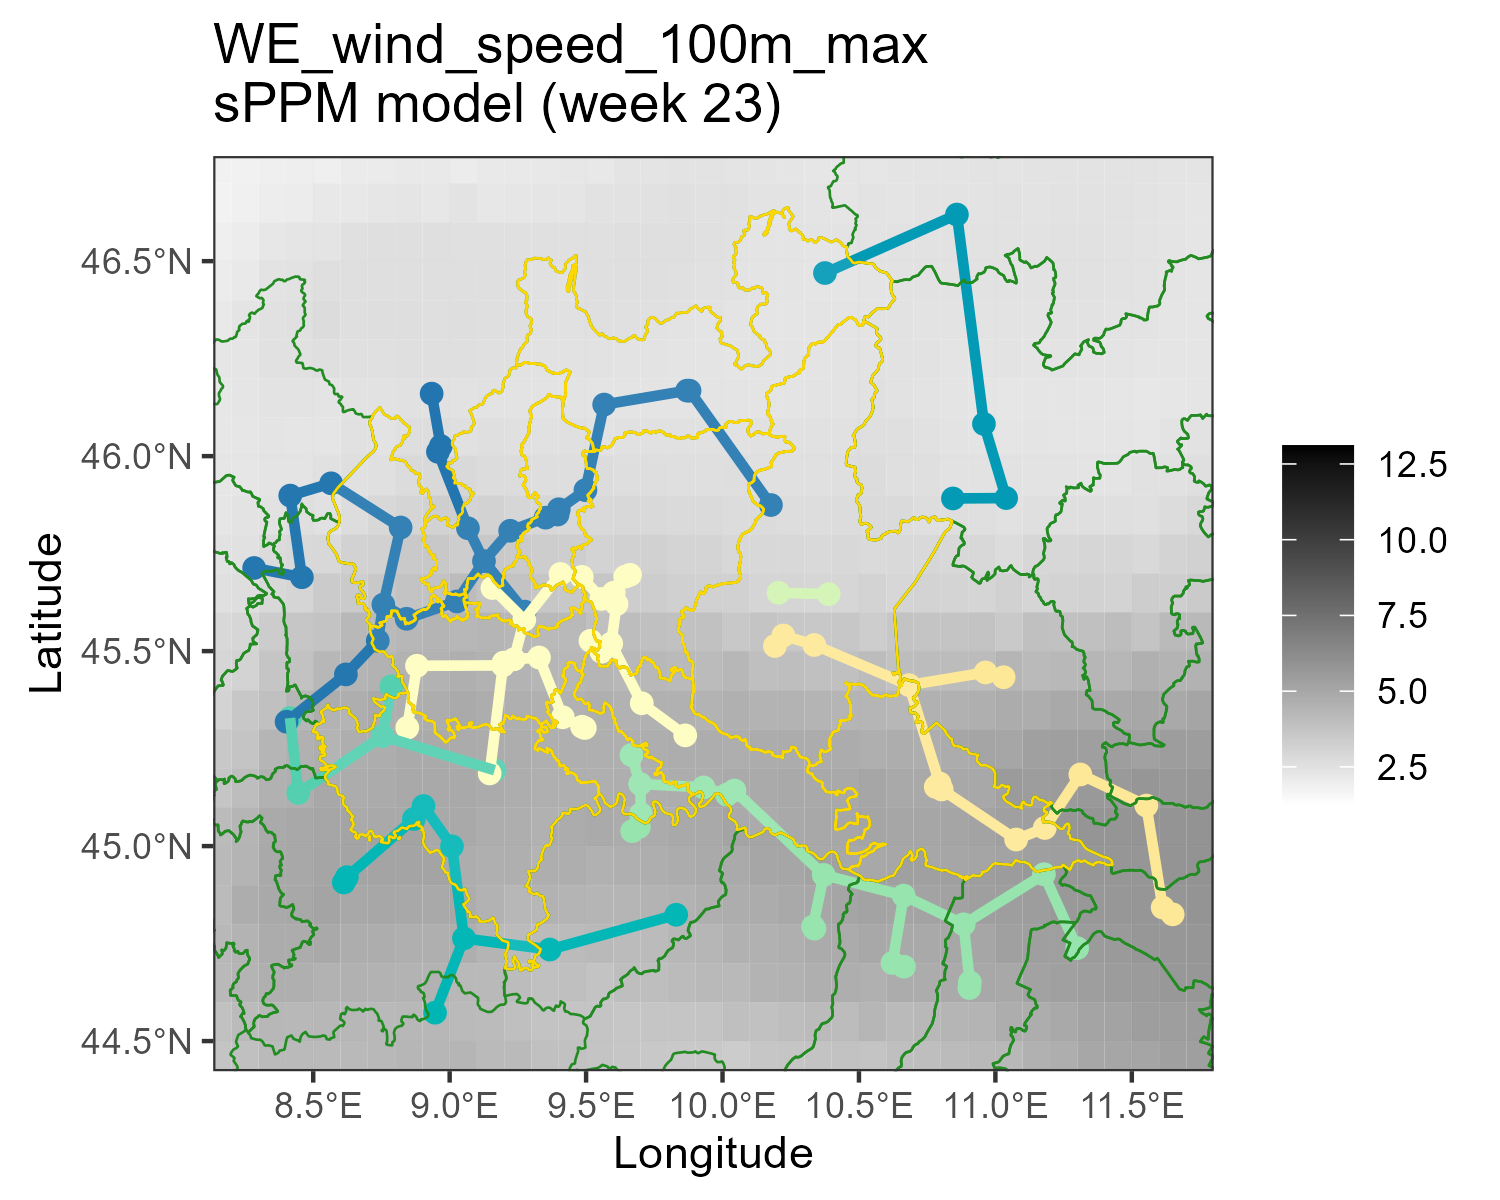 WE_wind_speed_100m_max
sPPM model (week 23)
46.5°N
46.0°N
45.5°N
45.0°N
44.5°N
Latitude
8.5°E
9.0°E
9.5°E
10.0°E
10.5°E
11.0°E
11.5°E
Longitude
12.5
10.0
7.5
5.0
2.5